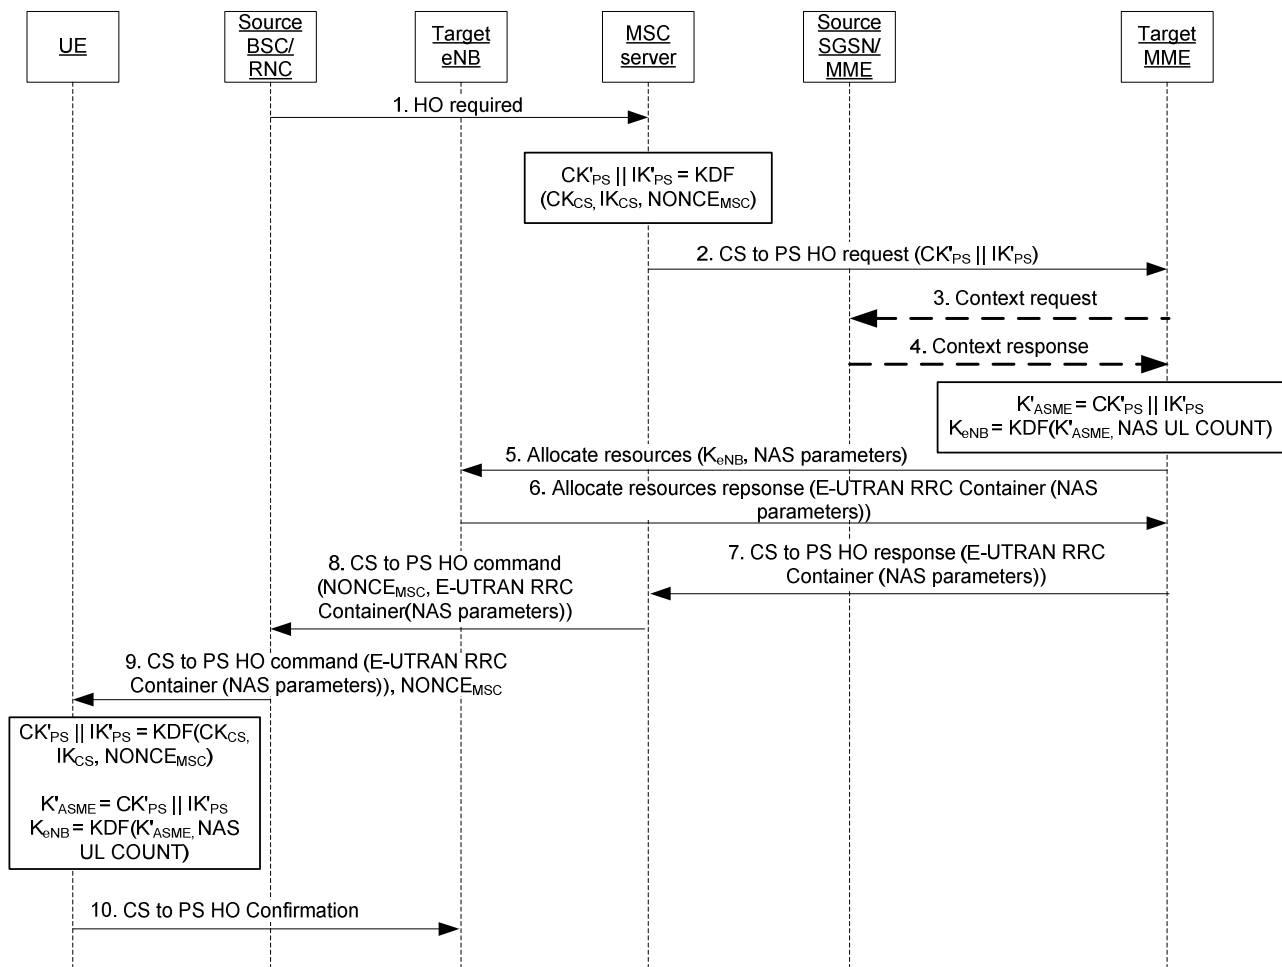 UE
Source
BSC/
RNC
Target
eNB
MSC
server
Source
SGSN/
MME
Target
MME
1. HO required
CK'PS || IK'PS = KDF
(CKCS, IKCS, NONCEMSC)
2. CS to PS HO request (CK'PS || IK'PS)
3. Context request
4. Context response
K'ASME = CK'PS || IK'PS
KeNB = KDF(K'ASME, NAS UL COUNT)
5. Allocate resources (KeNB, NAS parameters)
6. Allocate resources repsonse (E-UTRAN RRC Container (NAS
parameters))
7. CS to PS HO response (E-UTRAN RRC
Container (NAS parameters))
8. CS to PS HO command
(NONCEMSC, E-UTRAN RRC
Container(NAS parameters))
9. CS to PS HO command (E-UTRAN RRC
Container (NAS parameters)), NONCEMSC
CK'PS || IK'PS = KDF(CKCS,
IKCS, NONCEMSC)
K'ASME = CK'PS || IK'PS
KeNB = KDF(K'ASME, NAS
UL COUNT)
10. CS to PS HO Confirmation